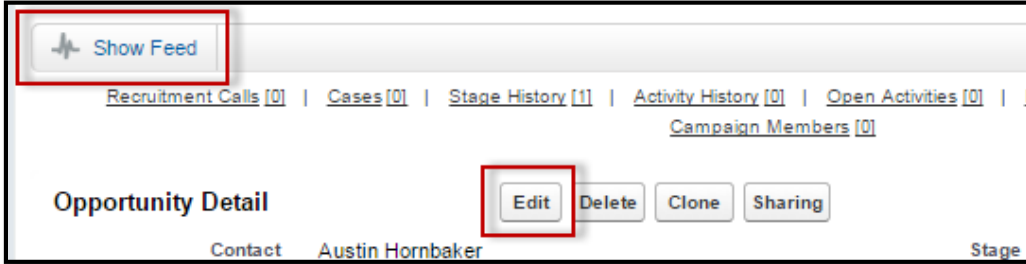 Show Feed
Recruitment Calls [0] | Cases [0] | Stage History [1] | Activity History [0] | Open Activities [0] |
Campaign Members [0]
Opportunity Detail Edit Delete Clone Sharing
Contact Austin Hornbaker Stage